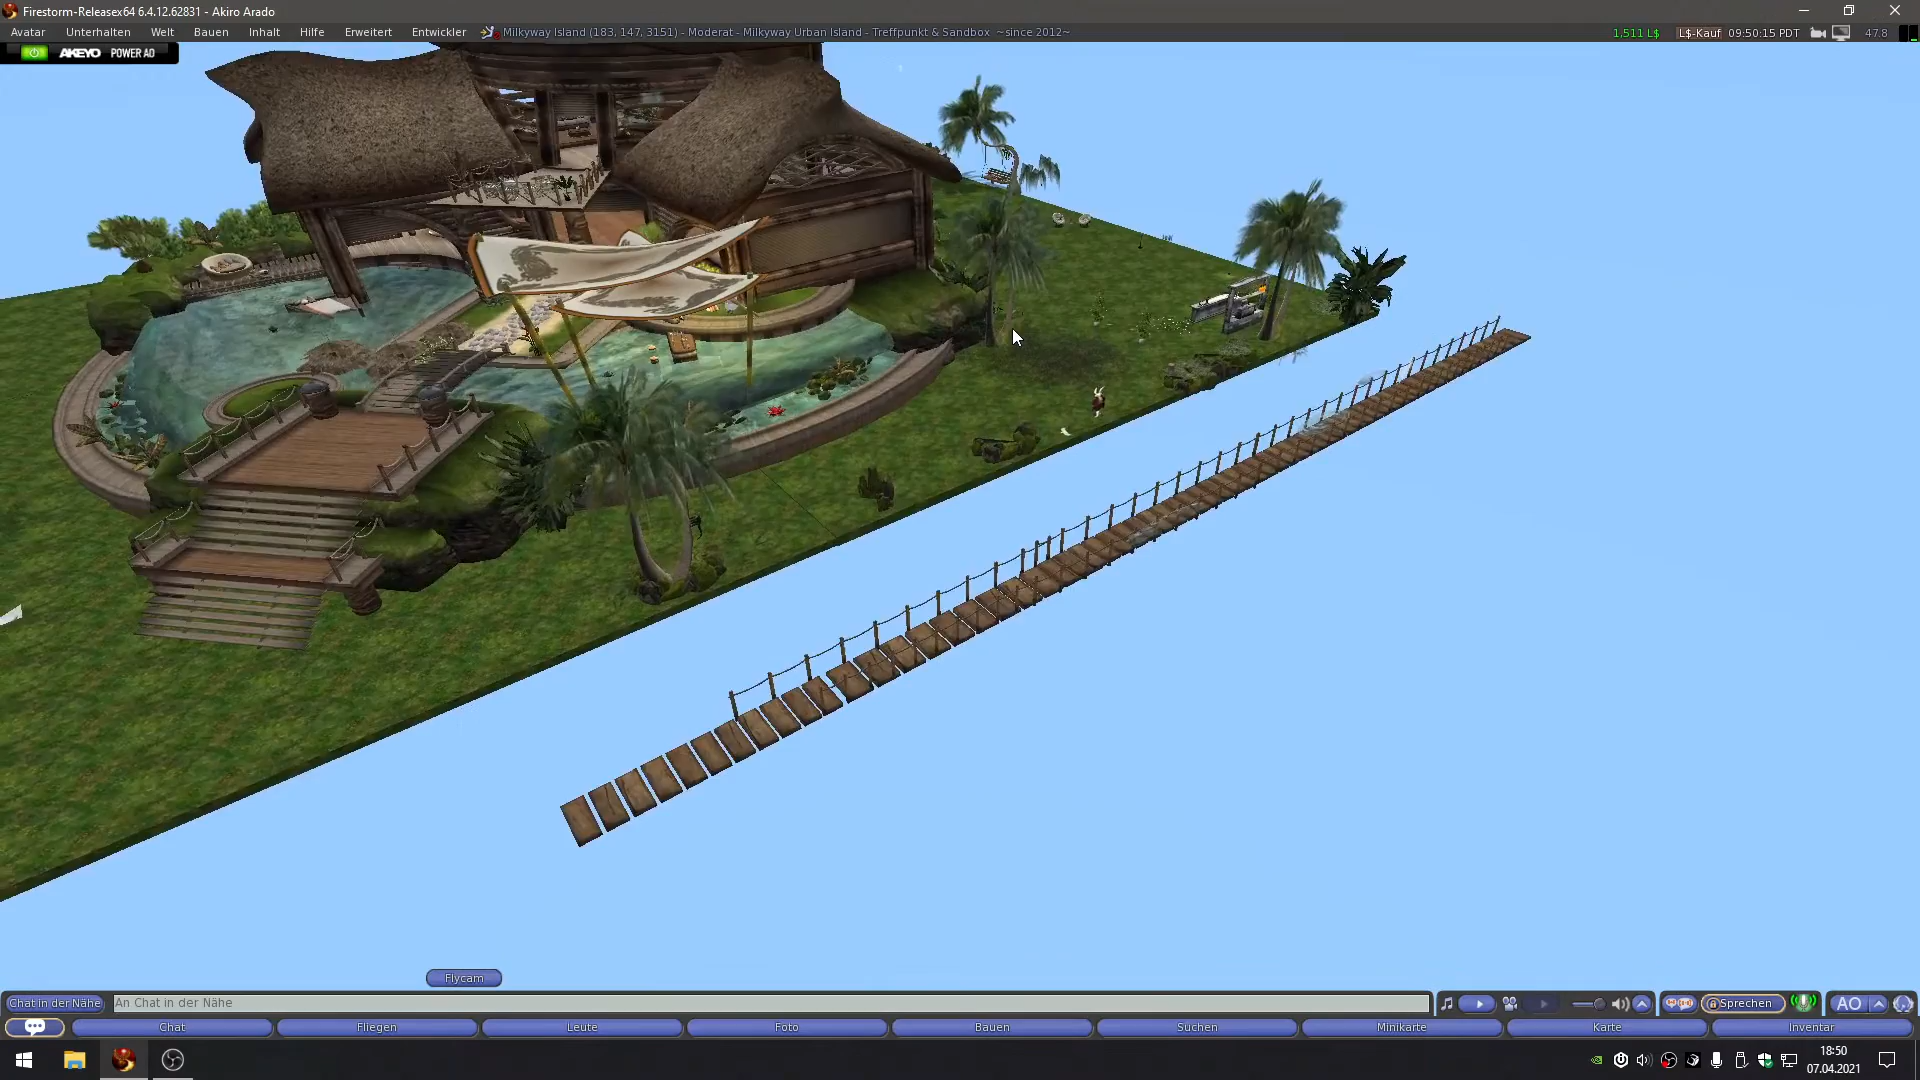 Firestorm-Releasex64 6.4.12.62831 - Akiro Arado
Avatar Unterhalten Welt Bauen Inhalt Hilfe Erweitert Entwickler Milkyway Island (183, 147, 3151) - Moderat - Milkyway Urban Island - Treffpunkt & Sandbox ~since 2012~ 1,511 L$ L$-Kauf 09:50:15 PDT 47.8
AKEYO POWER AO
Flycam
Chat in der Nähe An Chat in der Nähe Sprechen AO
Chat Fliegen Leute Foto Bauen Suchen Minikarte Karte Inventar
18:50
07.04.2021